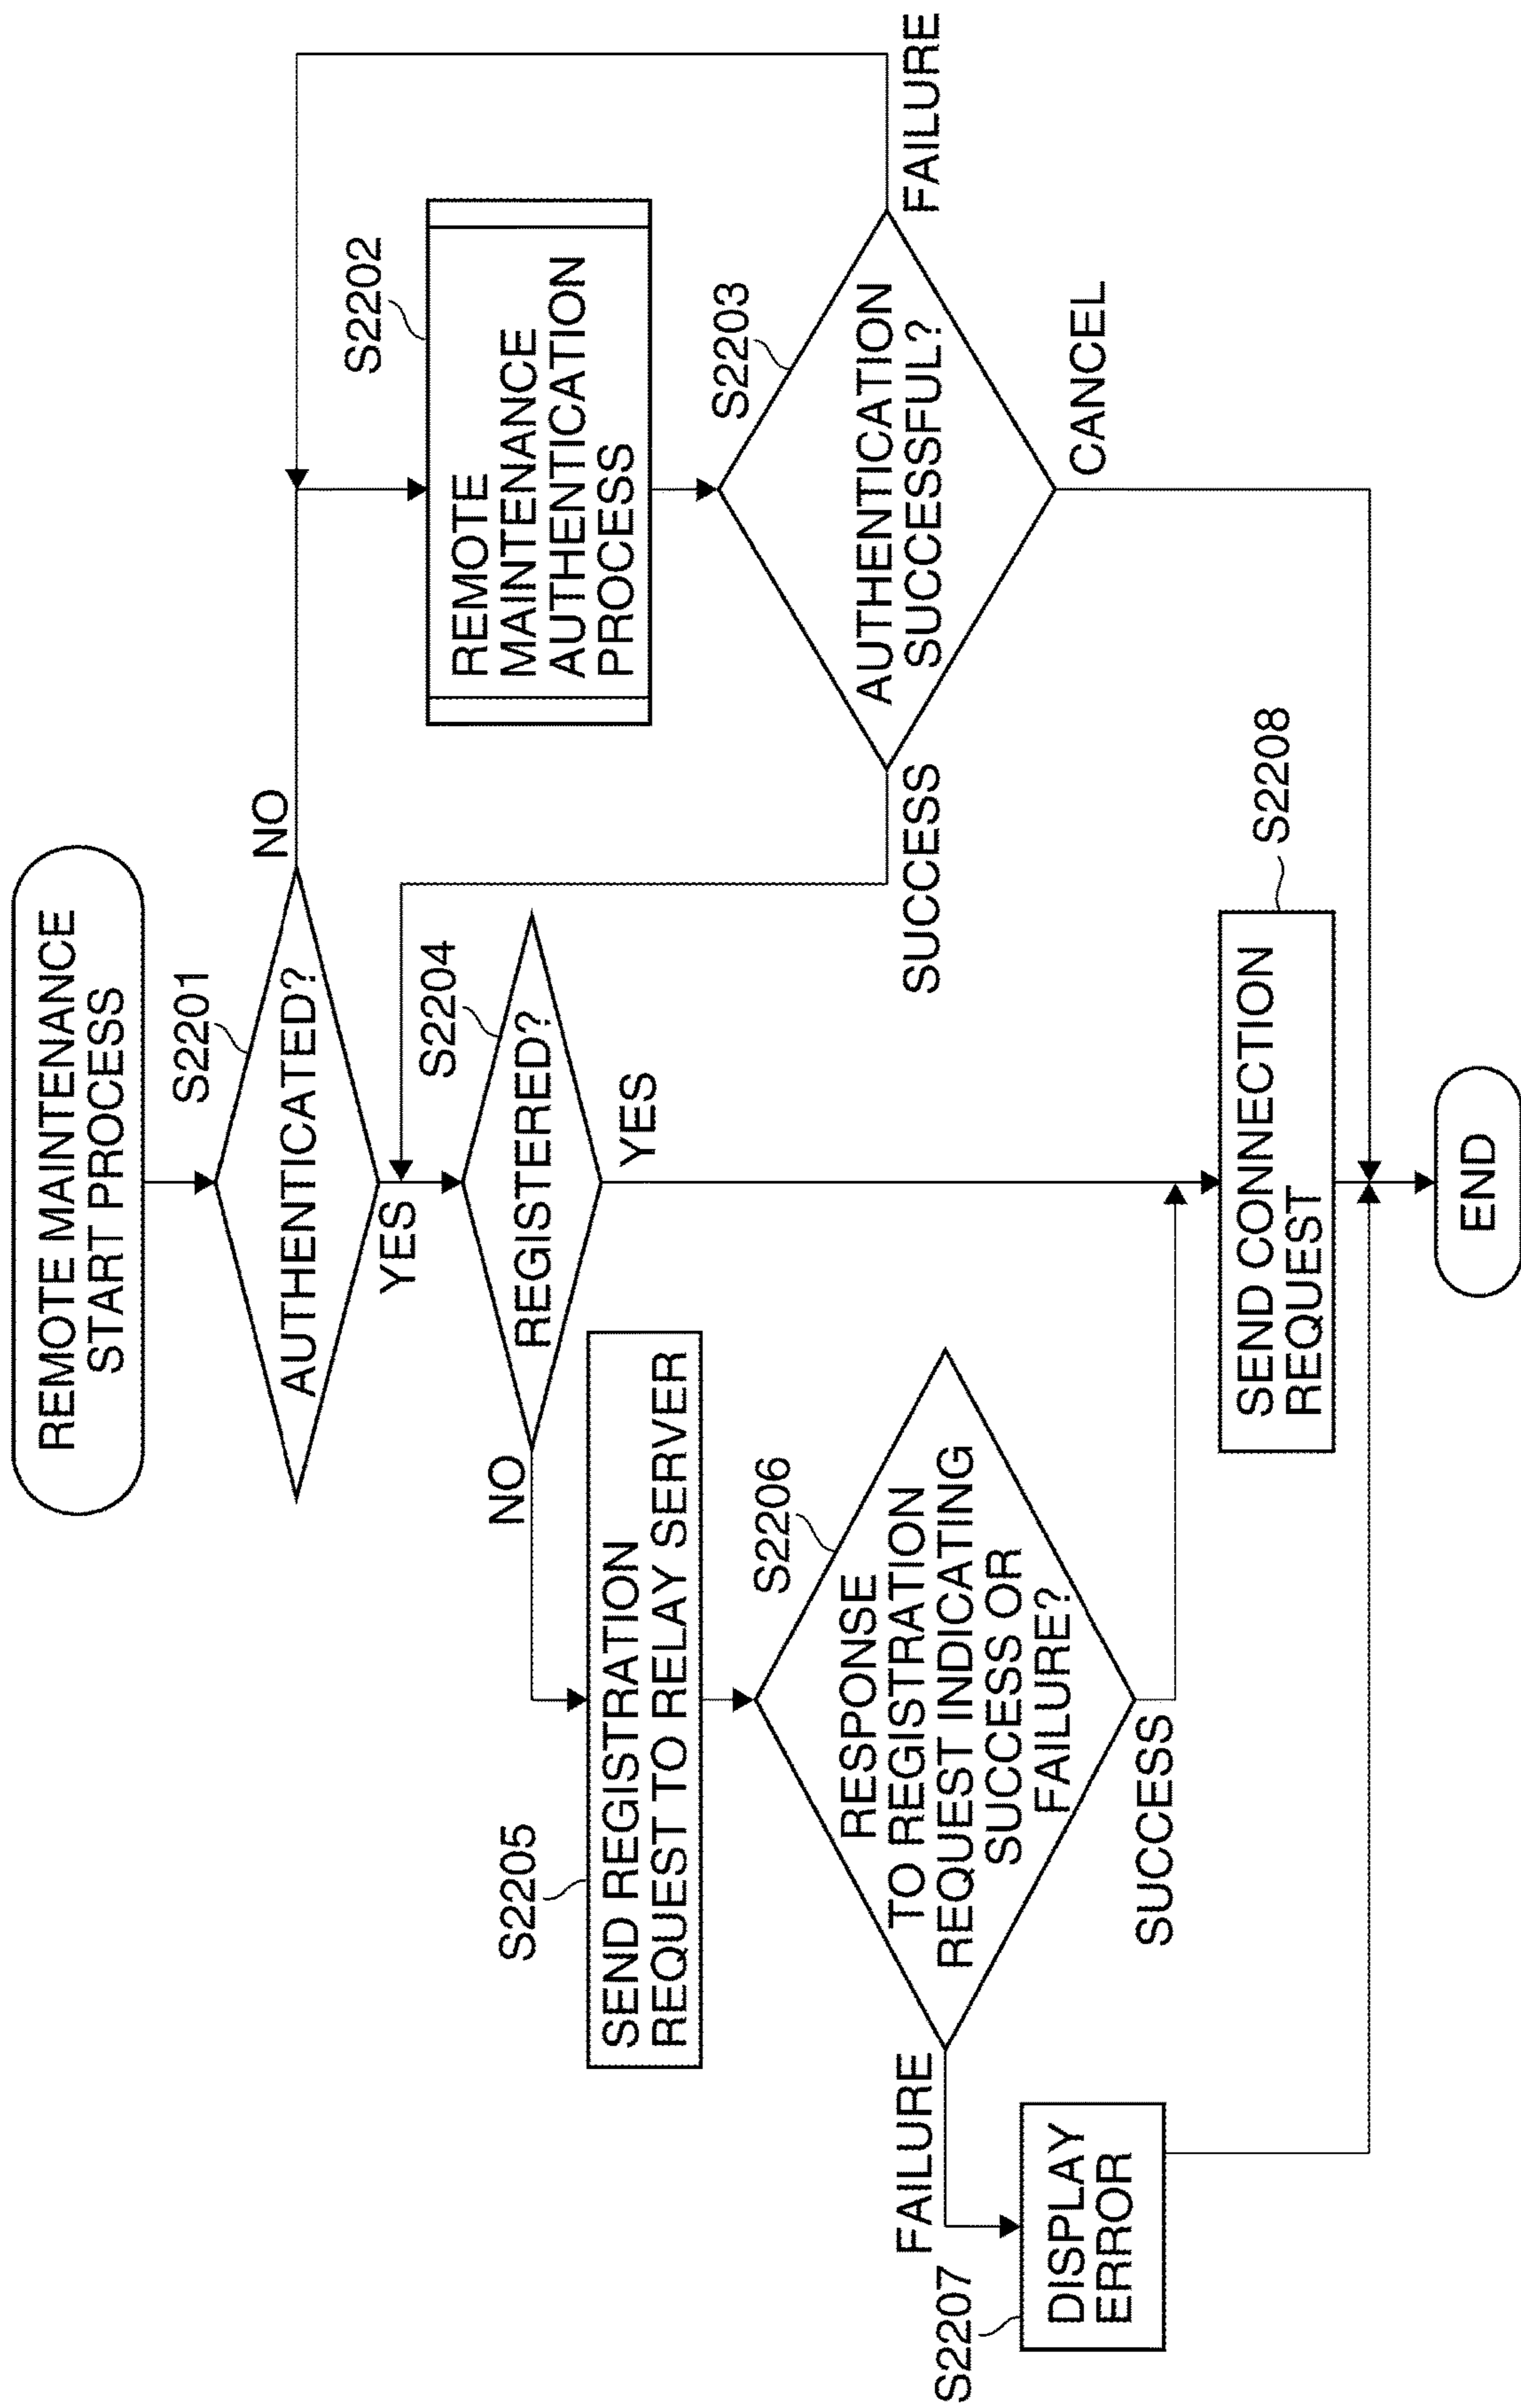 REMOTE MAINTENANCE
START PROCESS
S2201
AUTHENTICATED?
NO
YES
S2202
REMOTE
MAINTENANCE
AUTHENTICATION
PROCESS
S2203
AUTHENTICATION
SUCCESSFUL?
FAILURE
SUCCESS
CANCEL
S2204
REGISTERED?
NO
YES
S2205
SEND REGISTRATION
REQUEST TO RELAY SERVER
S2206
RESPONSE
TO REGISTRATION
REQUEST INDICATING
SUCCESS OR
FAILURE?
FAILURE
SUCCESS
S2207
DISPLAY
ERROR
S2208
SEND CONNECTION
REQUEST
END